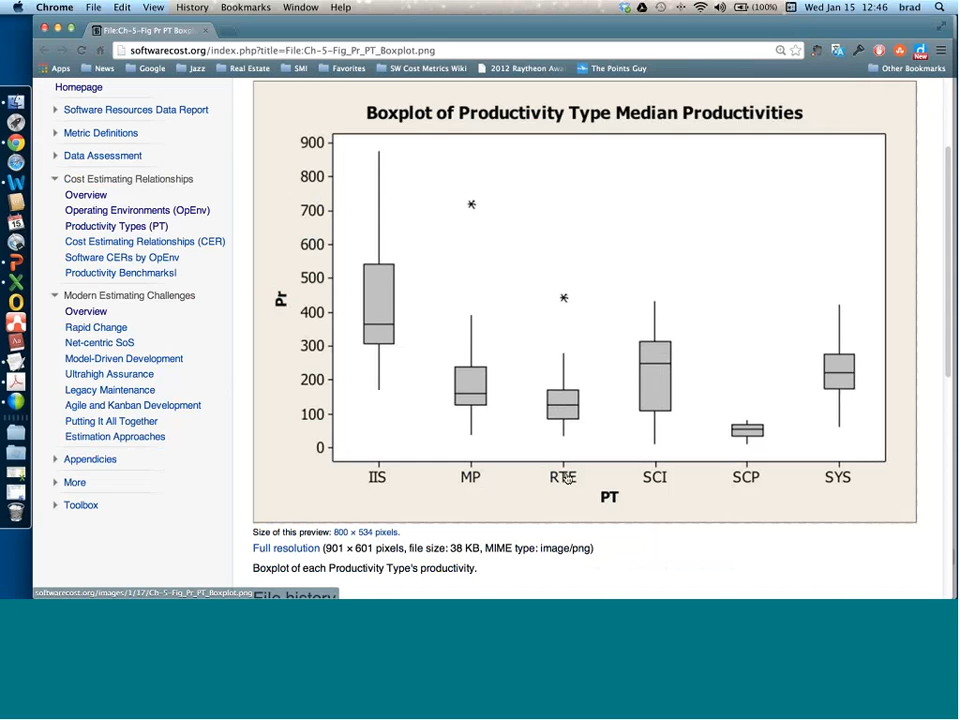 Chrome File Edit View History Bookmarks Window Help (100%) Wed Jan 15 12:46 brad
File:Ch-5-Fig Pr PT Boxpl
softwarecost.org/index.php?title=File:Ch-5-Fig_Pr_PT_Boxplot.png
Apps News Google Jazz Real Estate SMI Favorites SW Cost Metrics Wiki 2012 Raytheon Awa The Points Guy Other Bookmarks
Homepage
Software Resources Data Report
Metric Definitions
Data Assessment
Cost Estimating Relationships
Overview
Operating Environments (OpEnv)
Productivity Types (PT)
Cost Estimating Relationships (CER)
Software CERs by OpEnv
Productivity Benchmarks
Modern Estimating Challenges
Overview
Rapid Change
Net-centric SoS
Model-Driven Development
Ultrahigh Assurance
Legacy Maintenance
Agile and Kanban Development
Putting It All Together
Estimation Approaches
Appendicies
More
Toolbox
Boxplot of Productivity Type Median Productivities
900
800
700
600
500
400
300
200
100
0
Pr
IIS MP RTE SCI SCP SYS
PT
Size of this preview: 800 × 534 pixels.
Full resolution (901 × 601 pixels, file size: 38 KB, MIME type: image/png)
Boxplot of each Productivity Type's productivity.
File history
softwarecost.org/images/1/17/Ch-5-Fig_Pr_PT_Boxplot.png